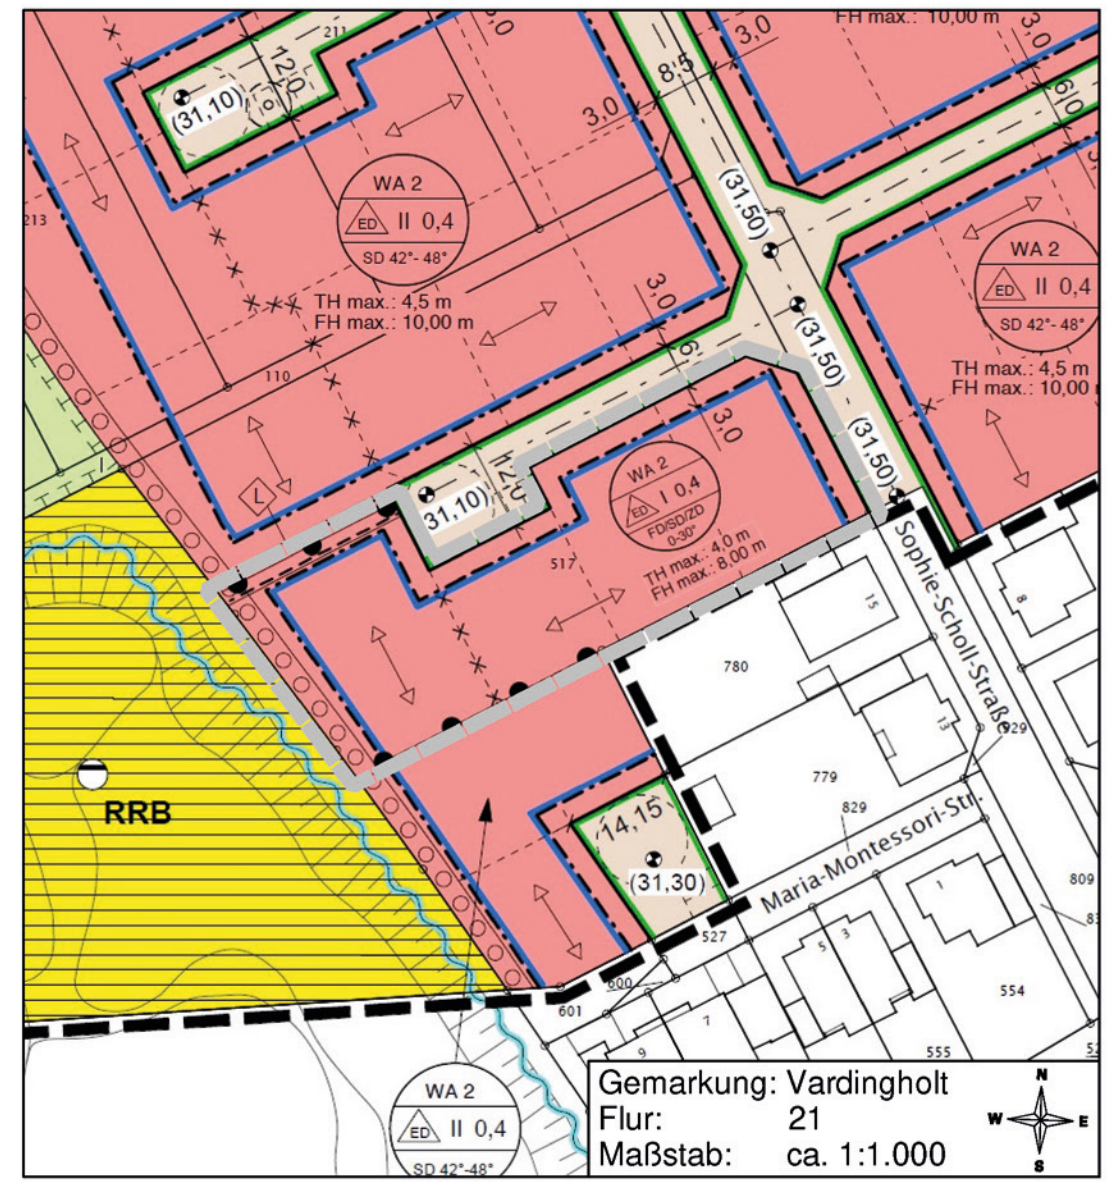 FH max.: 10,00 m
211
12,0
3,0
3,0
8,5
3,0
3,0
6,0
(31,10)
213
WA 2
ED II 0,4
SD 42°- 48°
TH max.: 4,5 m
FH max.: 10,00 m
(31,50)
WA 2
ED II 0,4
SD 42°- 48°
TH max.: 4,5 m
FH max.: 10,00
3,0
6,
(31,50)
110
3,0
(31,50)
L
12,0
31,10)
WA 2
ED I 0,4
FD/SD/ZD
0-30°
TH max.: 4,0 m
FH max.: 8,00 m
517
Sophie-Scholl-Straße
15
8
780
13
929
779
829
RRB
14,15
(31,30)
Maria-Montessori-Str.
809
527
1
3
5
600
601
554
7
9
555
WA 2
ED II 0,4
SD 42°-48°
Gemarkung: Vardingholt
Flur: 21
Maßstab: ca. 1:1.000
N
W E
S